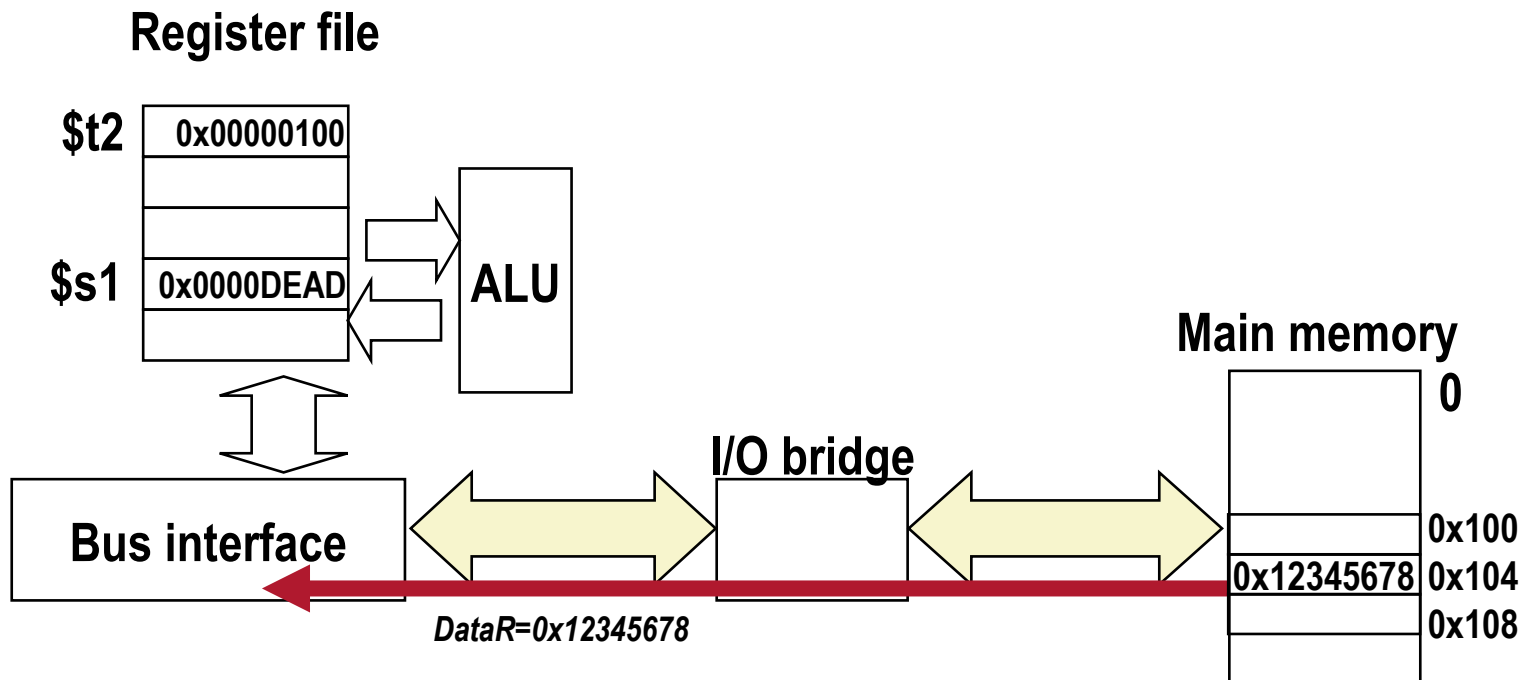 Register file
$t2 0x00000100
$s1 0x0000DEAD
ALU
Main memory
0
I/O bridge
Bus interface
0x100
0x12345678 0x104
0x108
DataR=0x12345678